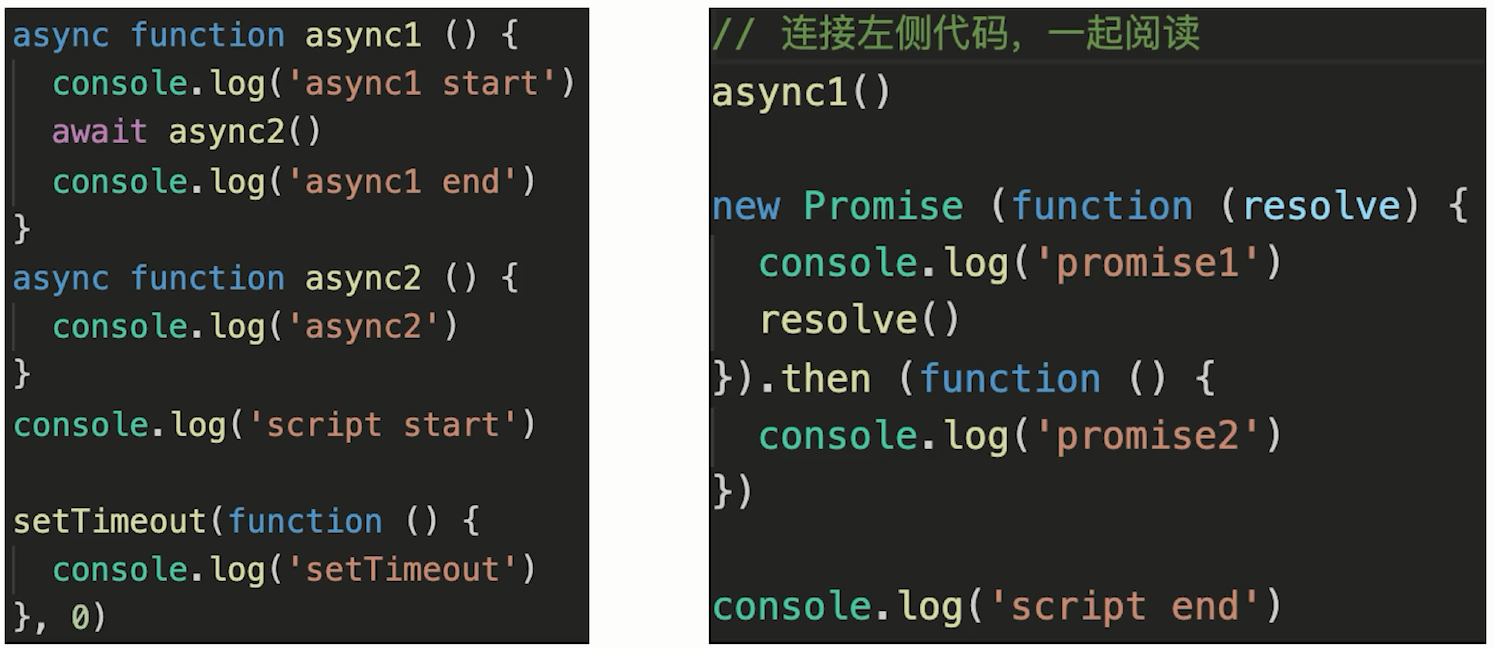 async function async1 () {
  console.log('async1 start')
  await async2()
  console.log('async1 end')
}
async function async2 () {
  console.log('async2')
}
console.log('script start')

setTimeout(function () {
  console.log('setTimeout')
}, 0)
// 连接左侧代码，一起阅读
async1()

new Promise (function (resolve) {
  console.log('promise1')
  resolve()
}).then (function () {
  console.log('promise2')
})

console.log('script end')